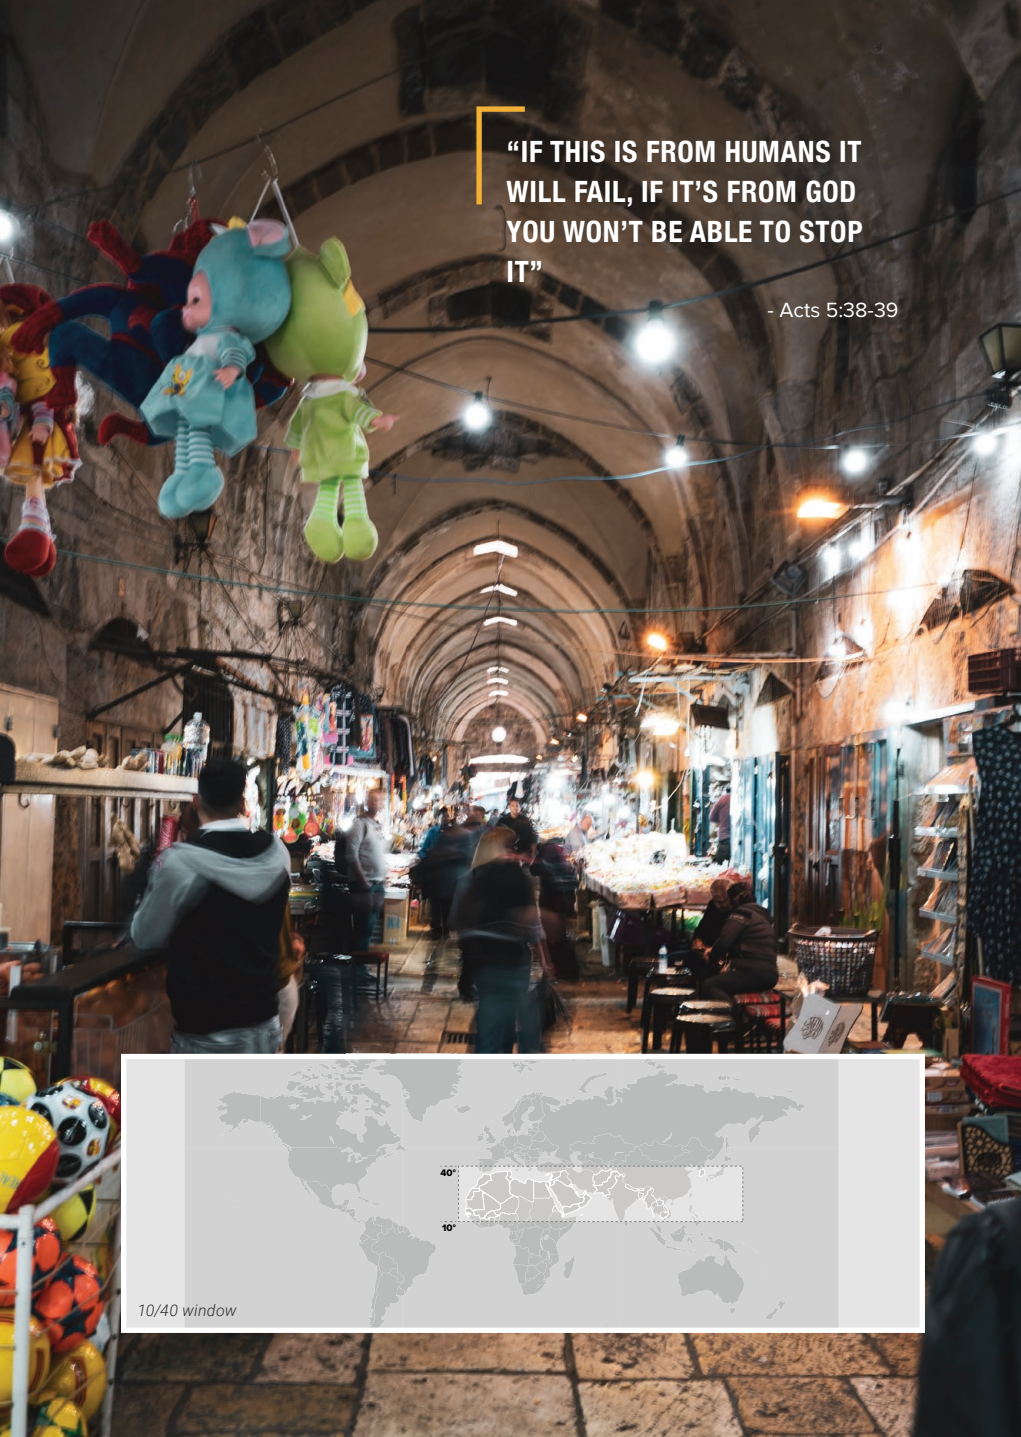 “IF THIS IS FROM HUMANS IT
WILL FAIL, IF IT’S FROM GOD
YOU WON’T BE ABLE TO STOP
IT”
- Acts 5:38-39
40°
10°
10/40 window